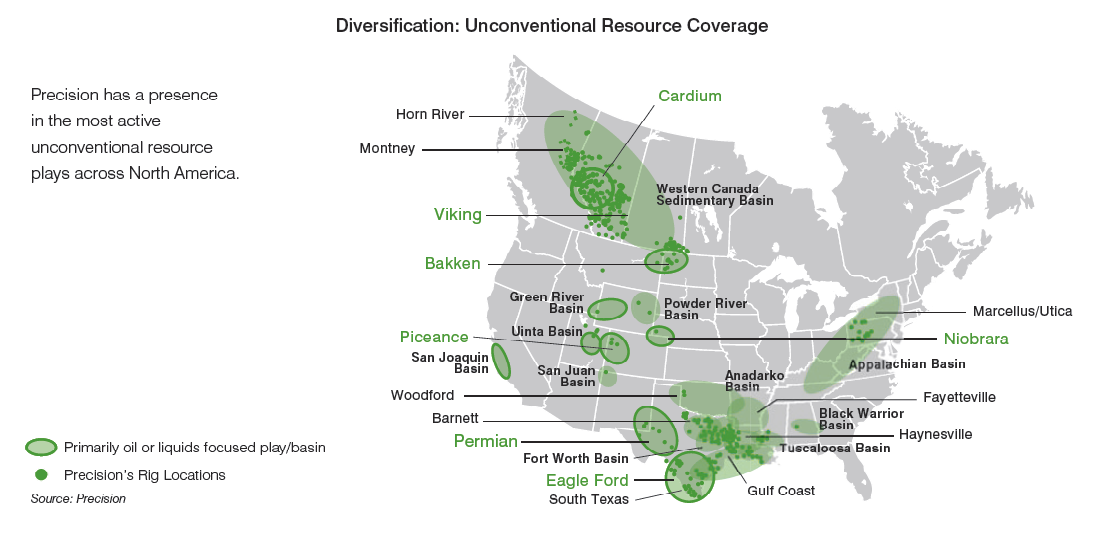 Diversification: Unconventional Resource Coverage
Precision has a presence
in the most active
unconventional resource
plays across North America.
Cardium
Horn River
Montney
Western Canada
Sedimentary Basin
Viking
Bakken
Green River
Basin
Powder River
Basin
Marcellus/Utica
Uinta Basin
Piceance
Niobrara
San Joaquin
Basin
Appalachian Basin
San Juan
Basin
Anadarko
Basin
Woodford
Fayetteville
Barnett
Black Warrior
Basin
Permian
Haynesville
Tuscaloosa Basin
Fort Worth Basin
Eagle Ford
Gulf Coast
South Texas
Primarily oil or liquids focused play/basin
Precision's Rig Locations
Source: Precision